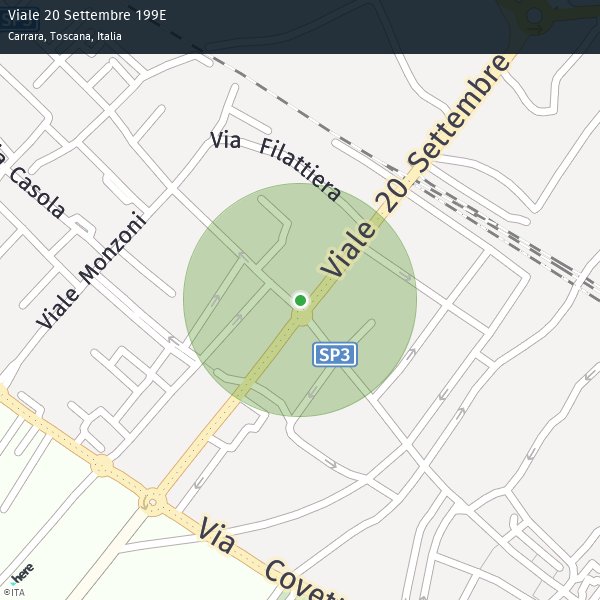 Viale 20 Settembre 199E
Carrara, Toscana, Italia
SP3
Via Filattiera
Viale 20 Settembre
Casola
Viale Monzoni
SP3
Via
here
©ITA